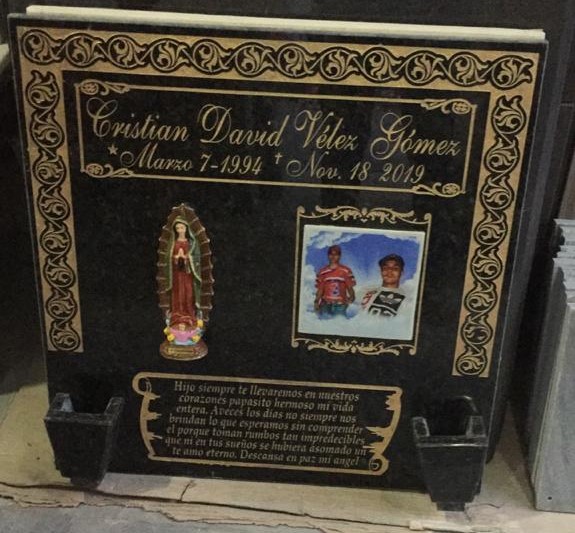 Cristian David Vélez Gómez
Marzo 7-1994 † Nov. 18 2019
Hijo siempre te llevaremos en nuestros
corazones papasito hermoso mi vida
entera. Aveces los días no siempre nos
brindan lo que esperamos sin comprender
el porque toman rumbos tan impredecibles
que ni en tus sueños se hubiera asomado un
te amo eterno. Descansa en paz mi angel